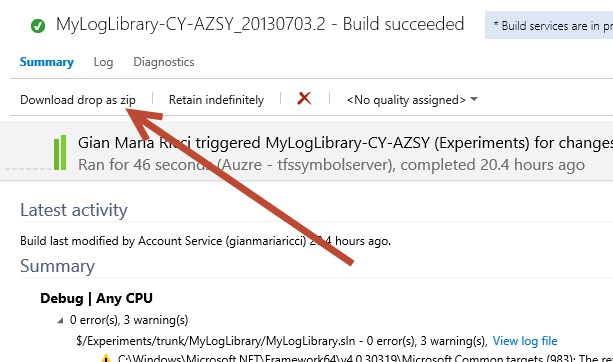 MyLogLibrary-CY-AZSY_20130703.2 - Build succeeded
* Build services are in pr
Summary Log Diagnostics
Download drop as zip Retain indefinitely <No quality assigned>
Gian Maria Ricci triggered MyLogLibrary-CY-AZSY (Experiments) for changes
Ran for 46 seconds (Auzre - tfssymbolserver), completed 20.4 hours ago
Latest activity
Build last modified by Account Service (gianmariaricci) 20.4 hours ago.
Summary
Debug | Any CPU
0 error(s), 3 warning(s)
$/Experiments/trunk/MyLogLibrary/MyLogLibrary.sln - 0 error(s), 3 warning(s), View log file
C:\Windows\Microsoft.NET\Framework64\v4.0.30319\Microsoft.Common.targets (983): The re